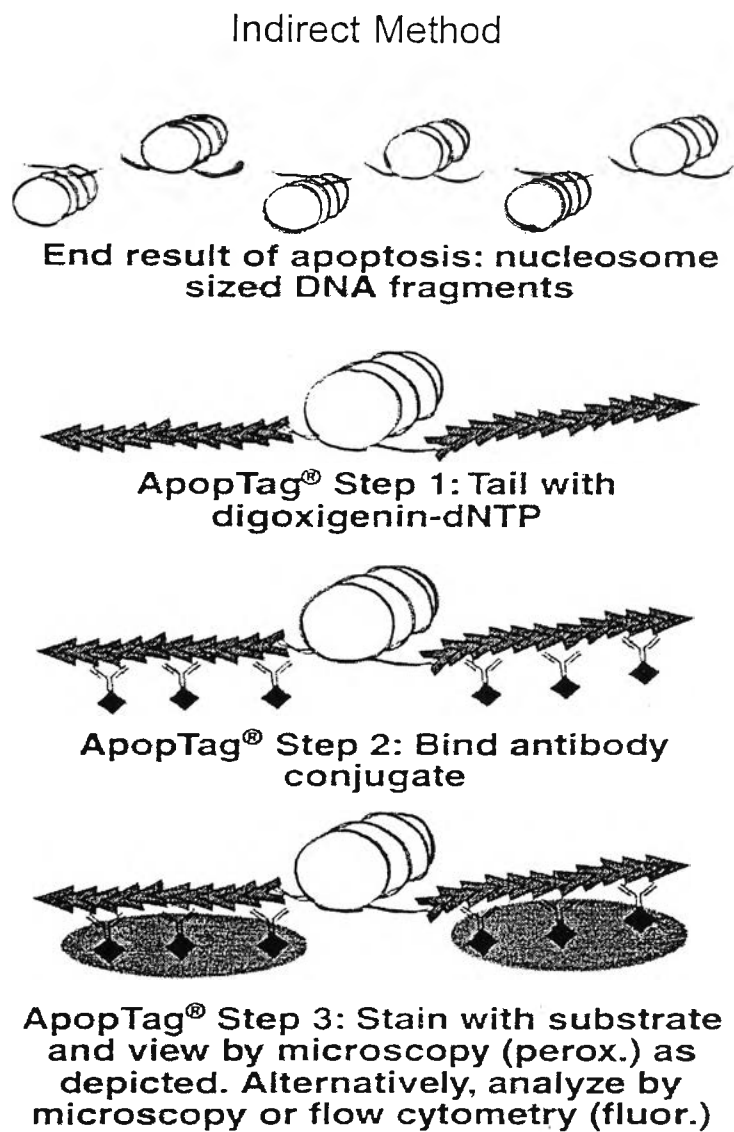 Indirect Method
End result of apoptosis: nucleosome
sized DNA fragments
ApopTag® Step 1: Tail with
digoxigenin-dNTP
ApopTag® Step 2: Bind antibody
conjugate
ApopTag® Step 3: Stain with substrate
and view by microscopy (perox.) as
depicted. Alternatively, analyze by
microscopy or flow cytometry (fluor.)